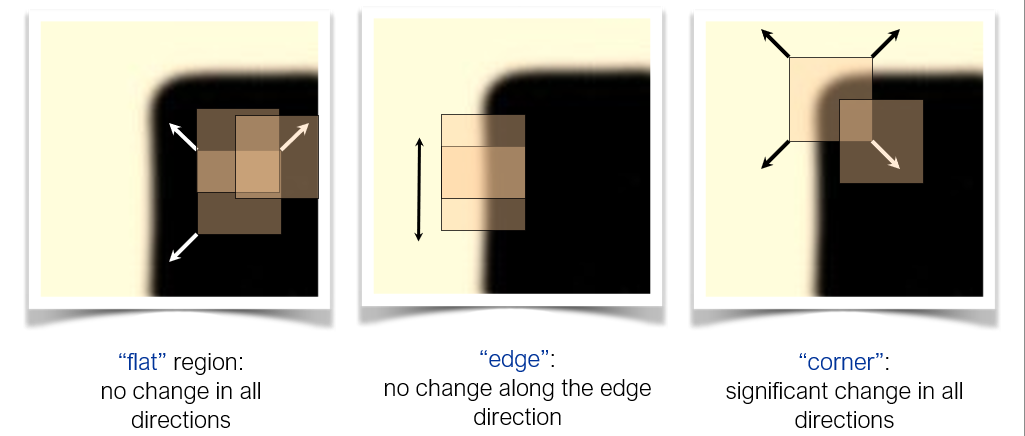 “flat” region:
no change in all
directions
“edge”:
no change along the edge
direction
“corner”:
significant change in all
directions